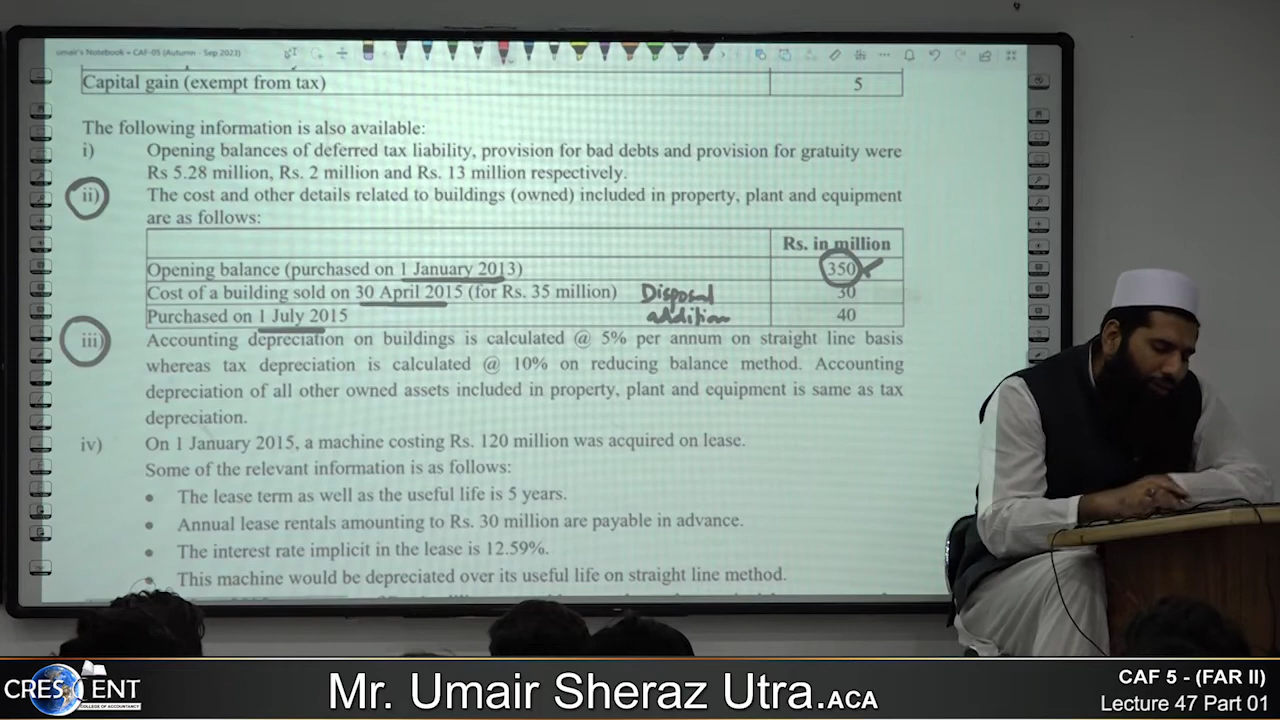 umair's Notebook » CAF-05 (Autumn - Sep 2023)
Capital gain (exempt from tax) 5
The following information is also available:
i) Opening balances of deferred tax liability, provision for bad debts and provision for gratuity were
Rs 5.28 million, Rs. 2 million and Rs. 13 million respectively.
ii) The cost and other details related to buildings (owned) included in property, plant and equipment
are as follows:
Rs. in million
Opening balance (purchased on 1 January 2013) 350
Cost of a building sold on 30 April 2015 (for Rs. 35 million) Disposal 30
Purchased on 1 July 2015 addition 40
iii) Accounting depreciation on buildings is calculated @ 5% per annum on straight line basis
whereas tax depreciation is calculated @ 10% on reducing balance method. Accounting
depreciation of all other owned assets included in property, plant and equipment is same as tax
depreciation.
iv) On 1 January 2015, a machine costing Rs. 120 million was acquired on lease.
Some of the relevant information is as follows:
• The lease term as well as the useful life is 5 years.
• Annual lease rentals amounting to Rs. 30 million are payable in advance.
• The interest rate implicit in the lease is 12.59%.
• This machine would be depreciated over its useful life on straight line method.
CRESCENT
COLLEGE OF ACCOUNTANCY
Mr. Umair Sheraz Utra.ACA
CAF 5 - (FAR II)
Lecture 47 Part 01